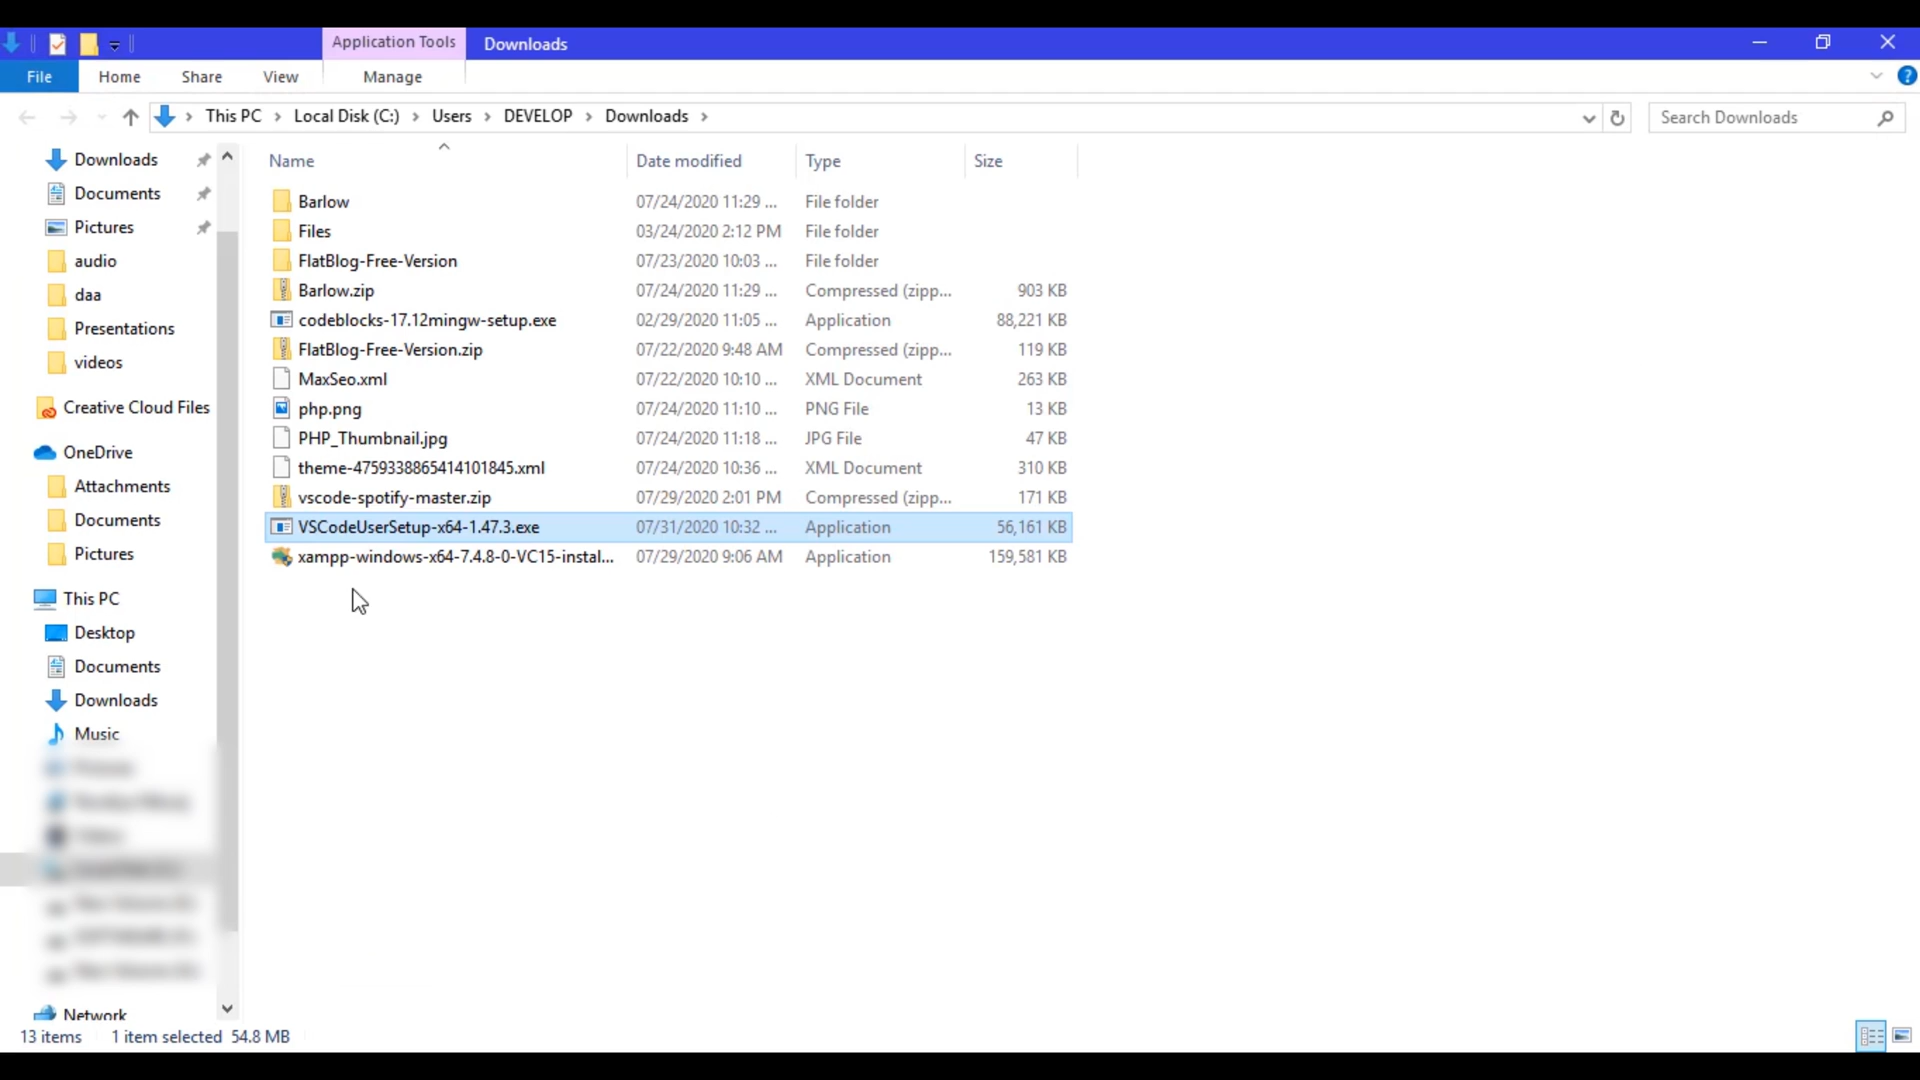 Application Tools Downloads
File Home Share View Manage
This PC Local Disk (C:) Users DEVELOP Downloads Search Downloads
Downloads
Documents
Pictures
audio
daa
Presentations
videos
Creative Cloud Files
OneDrive
Attachments
Documents
Pictures
This PC
Desktop
Documents
Downloads
Music
Network
Name Date modified Type Size
Barlow 07/24/2020 11:29 ... File folder
Files 03/24/2020 2:12 PM File folder
FlatBlog-Free-Version 07/23/2020 10:03 ... File folder
Barlow.zip 07/24/2020 11:29 ... Compressed (zipp... 903 KB
codeblocks-17.12mingw-setup.exe 02/29/2020 11:05 ... Application 88,221 KB
FlatBlog-Free-Version.zip 07/22/2020 9:48 AM Compressed (zipp... 119 KB
MaxSeo.xml 07/22/2020 10:10 ... XML Document 263 KB
php.png 07/24/2020 11:10 ... PNG File 13 KB
PHP_Thumbnail.jpg 07/24/2020 11:18 ... JPG File 47 KB
theme-4759338865414101845.xml 07/24/2020 10:36 ... XML Document 310 KB
vscode-spotify-master.zip 07/29/2020 2:01 PM Compressed (zipp... 171 KB
VSCodeUserSetup-x64-1.47.3.exe 07/31/2020 10:32 ... Application 56,161 KB
xampp-windows-x64-7.4.8-0-VC15-instal... 07/29/2020 9:06 AM Application 159,581 KB
13 items 1 item selected 54.8 MB